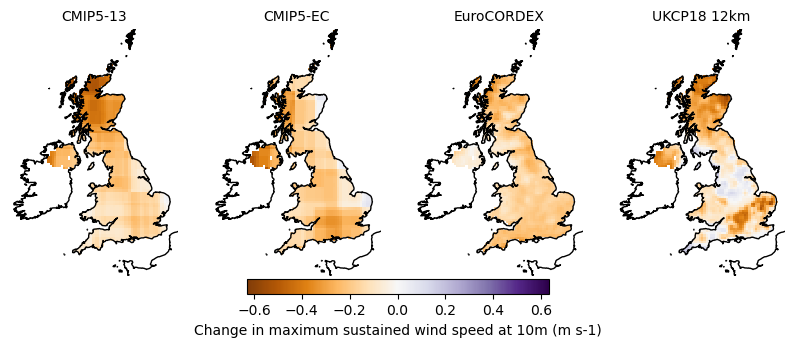 CMIP5-13 CMIP5-EC EuroCORDEX UKCP18 12km
−0.6 −0.4 −0.2 0.0 0.2 0.4 0.6
Change in maximum sustained wind speed at 10m (m s-1)